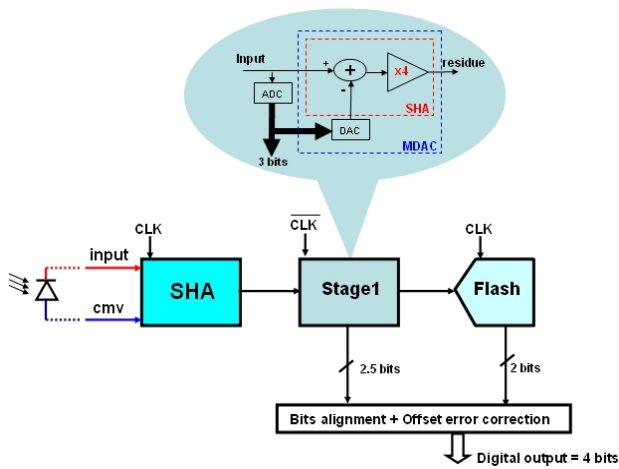 Input
+
+
-
x4
residue
ADC
SHA
DAC
MDAC
3 bits
CLK
CLK
CLK
input
cmv
SHA
Stage1
Flash
2.5 bits
2 bits
Bits alignment + Offset error correction
Digital output = 4 bits